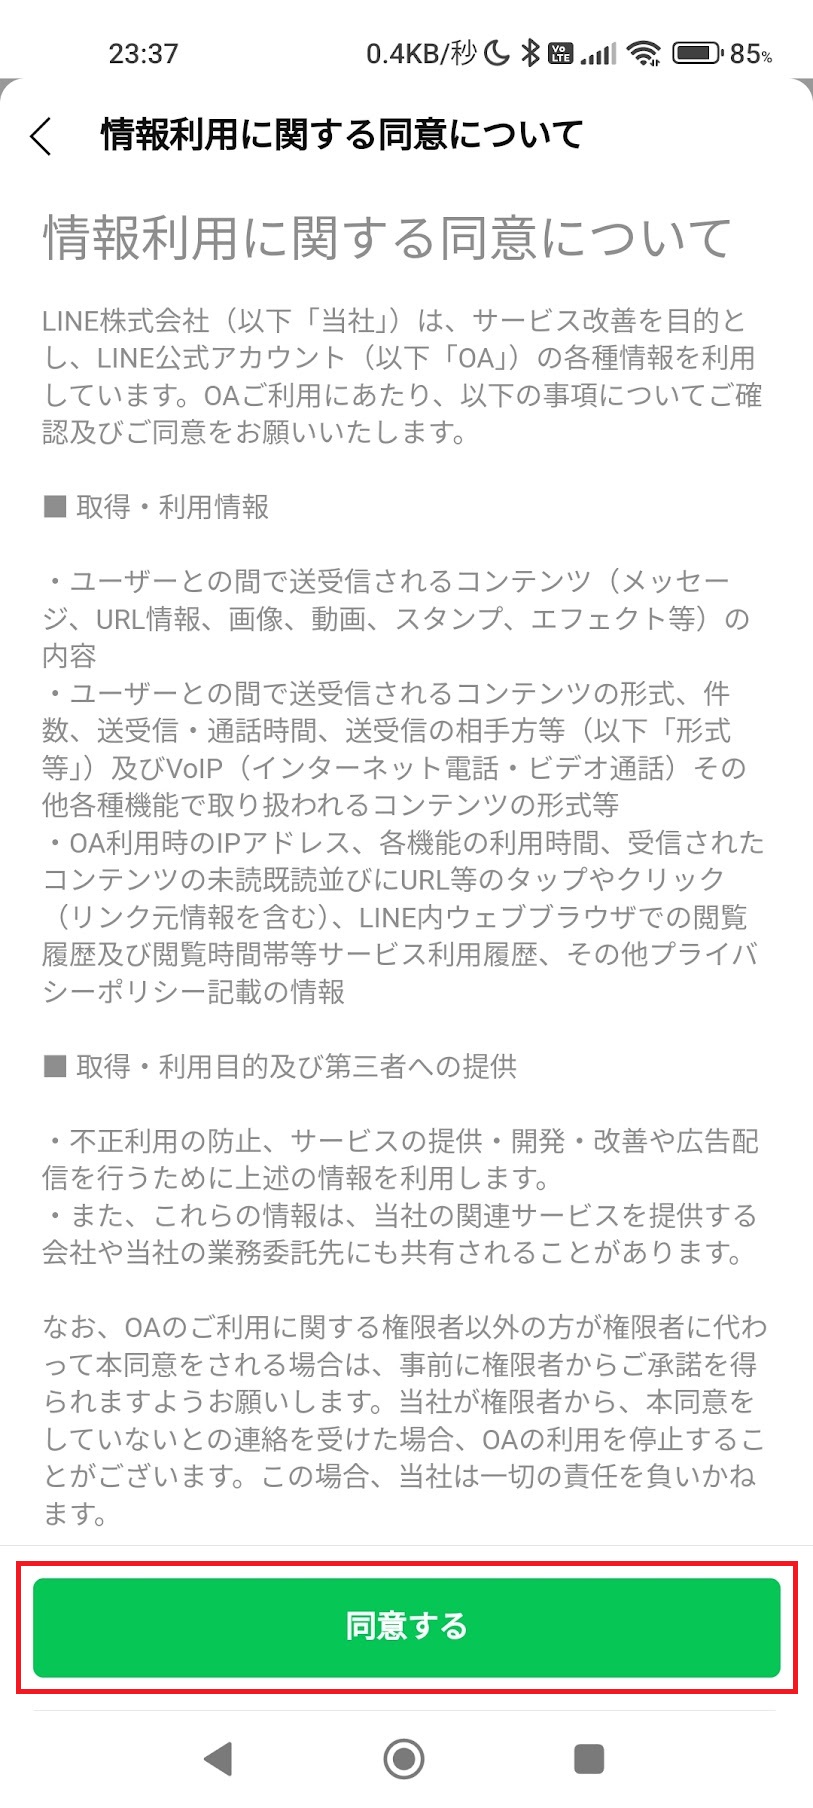 23:37 0.4KB/秒 Vo LTE 85%
情報利用に関する同意について
情報利用に関する同意について
LINE株式会社（以下「当社」）は、サービス改善を目的と
し、LINE公式アカウント（以下「OA」）の各種情報を利用
しています。OAご利用にあたり、以下の事項についてご確
認及びご同意をお願いいたします。
■ 取得・利用情報
・ユーザーとの間で送受信されるコンテンツ（メッセー
ジ、URL情報、画像、動画、スタンプ、エフェクト等）の
内容
・ユーザーとの間で送受信されるコンテンツの形式、件
数、送受信・通話時間、送受信の相手方等（以下「形式
等」）及びVoIP（インターネット電話・ビデオ通話）その
他各種機能で取り扱われるコンテンツの形式等
・OA利用時のIPアドレス、各機能の利用時間、受信された
コンテンツの未読既読並びにURL等のタップやクリック
（リンク元情報を含む）、LINE内ウェブブラウザでの閲覧
履歴及び閲覧時間帯等サービス利用履歴、その他プライバ
シーポリシー記載の情報
■ 取得・利用目的及び第三者への提供
・不正利用の防止、サービスの提供・開発・改善や広告配
信を行うために上述の情報を利用します。
・また、これらの情報は、当社の関連サービスを提供する
会社や当社の業務委託先にも共有されることがあります。
なお、OAのご利用に関する権限者以外の方が権限者に代わ
って本同意をされる場合は、事前に権限者からご承諾を得
られますようお願いします。当社が権限者から、本同意を
していないとの連絡を受けた場合、OAの利用を停止するこ
とがございます。この場合、当社は一切の責任を負いかね
ます。
同意する